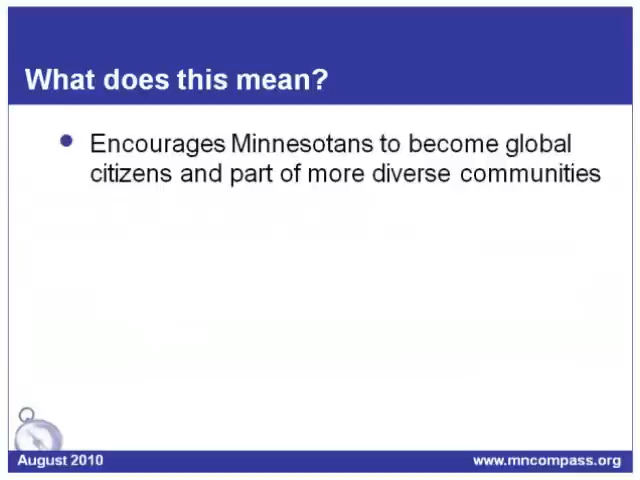 What does this mean?
Encourages Minnesotans to become global
citizens and part of more diverse communities
August 2010
www.mncompass.org